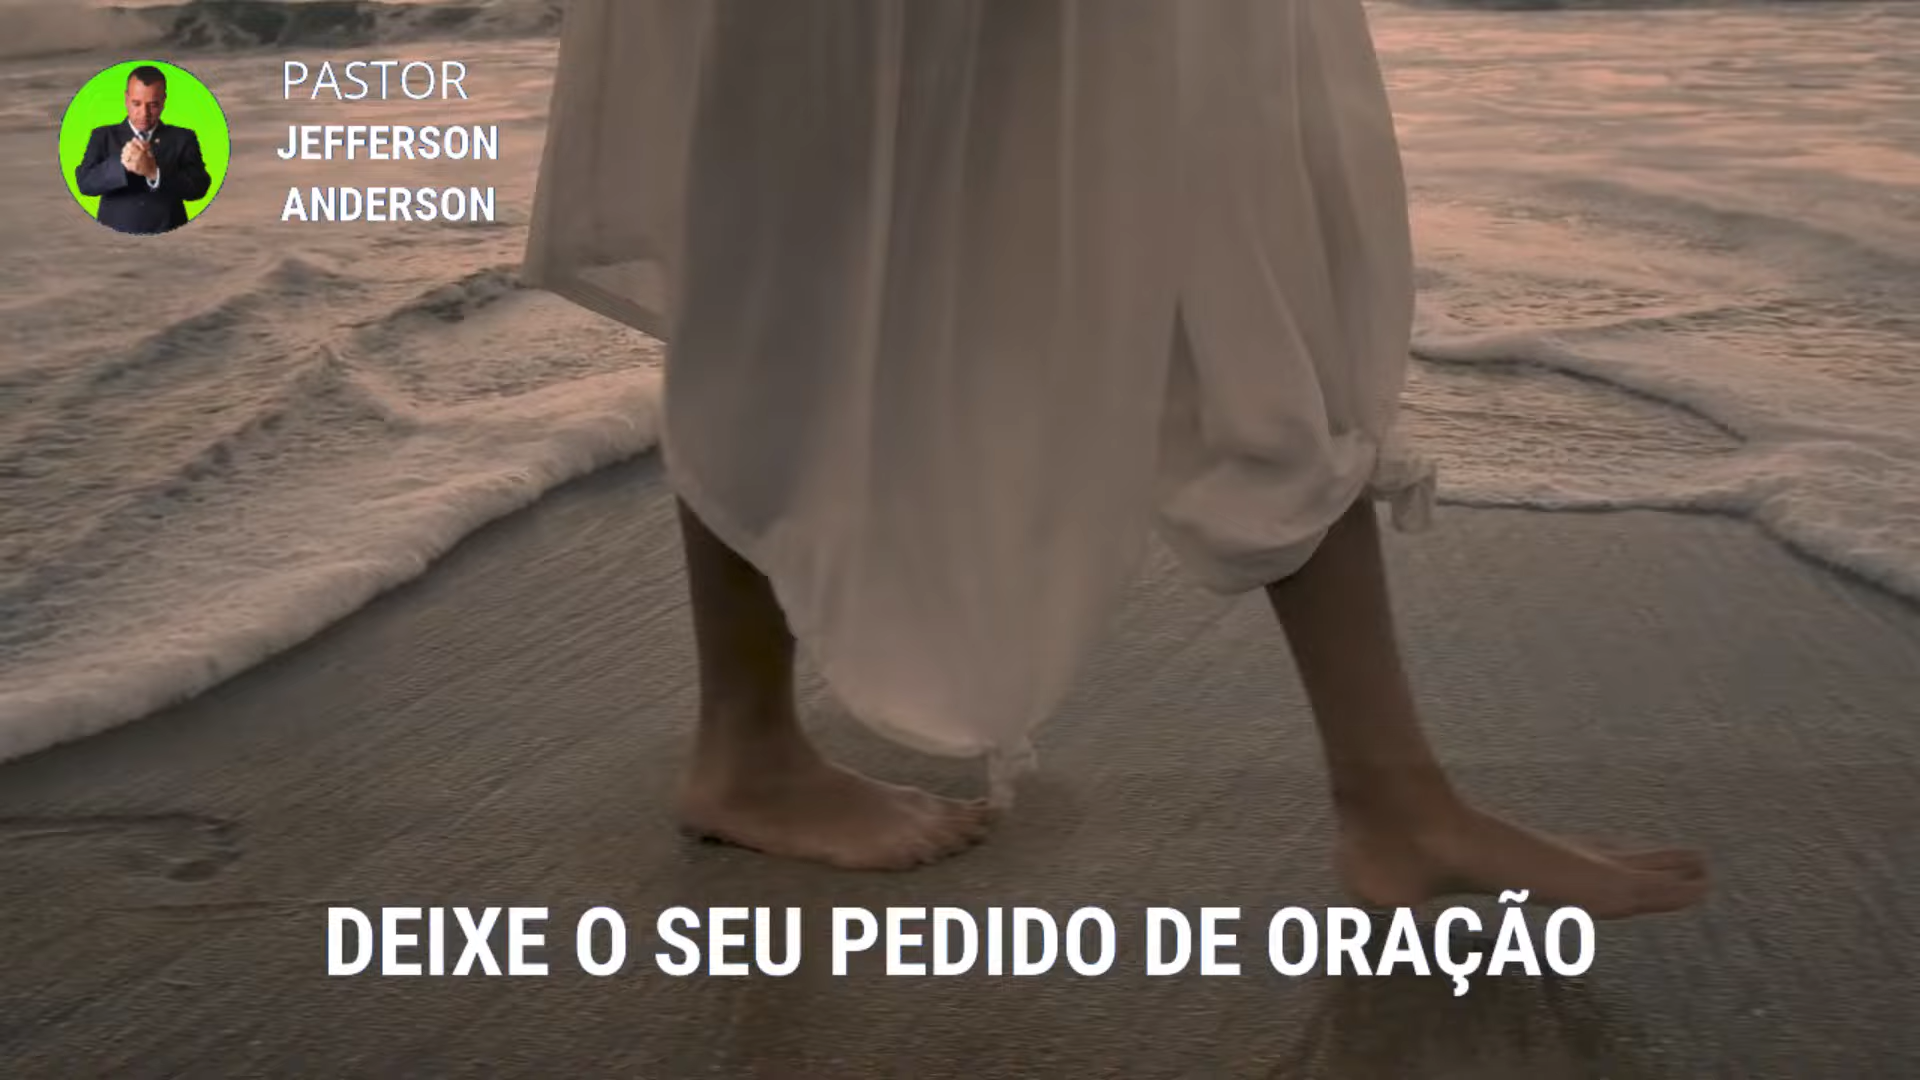 PASTOR
JEFFERSON
ANDERSON
DEIXE O SEU PEDIDO DE ORAÇÃO